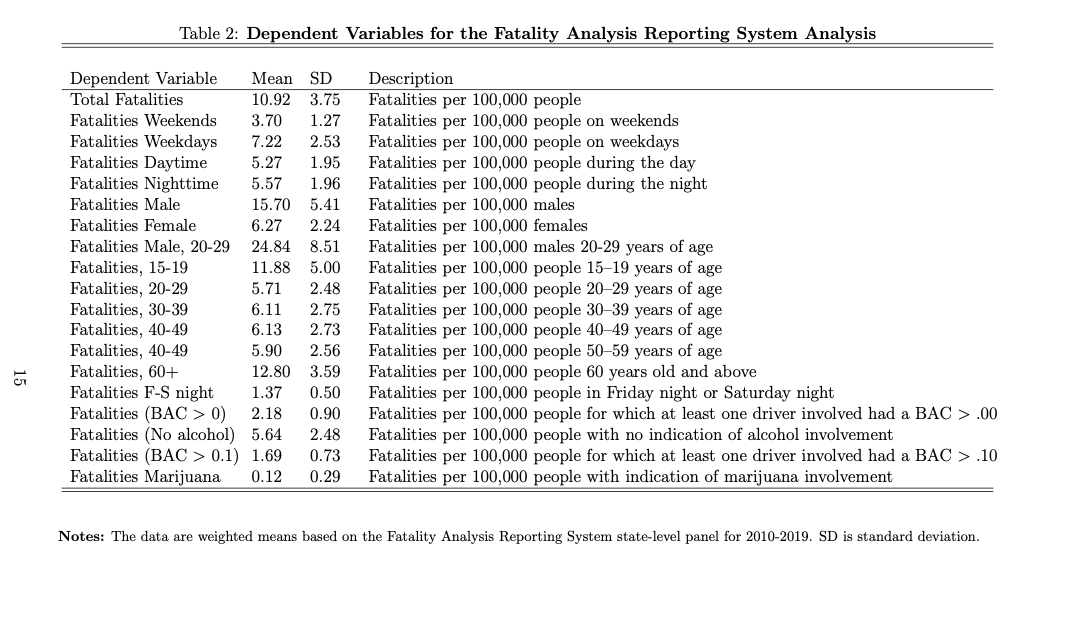 Table 2: Dependent Variables for the Fatality Analysis Reporting System Analysis
Dependent Variable Mean SD Description
Total Fatalities 10.92 3.75 Fatalities per 100,000 people
Fatalities Weekends 3.70 1.27 Fatalities per 100,000 people on weekends
Fatalities Weekdays 7.22 2.53 Fatalities per 100,000 people on weekdays
Fatalities Daytime 5.27 1.95 Fatalities per 100,000 people during the day
Fatalities Nighttime 5.57 1.96 Fatalities per 100,000 people during the night
Fatalities Male 15.70 5.41 Fatalities per 100,000 males
Fatalities Female 6.27 2.24 Fatalities per 100,000 females
Fatalities Male, 20-29 24.84 8.51 Fatalities per 100,000 males 20-29 years of age
Fatalities, 15-19 11.88 5.00 Fatalities per 100,000 people 15–19 years of age
Fatalities, 20-29 5.71 2.48 Fatalities per 100,000 people 20–29 years of age
Fatalities, 30-39 6.11 2.75 Fatalities per 100,000 people 30–39 years of age
Fatalities, 40-49 6.13 2.73 Fatalities per 100,000 people 40–49 years of age
Fatalities, 40-49 5.90 2.56 Fatalities per 100,000 people 50–59 years of age
Fatalities, 60+ 12.80 3.59 Fatalities per 100,000 people 60 years old and above
Fatalities F-S night 1.37 0.50 Fatalities per 100,000 people in Friday night or Saturday night
Fatalities (BAC > 0) 2.18 0.90 Fatalities per 100,000 people for which at least one driver involved had a BAC > .00
Fatalities (No alcohol) 5.64 2.48 Fatalities per 100,000 people with no indication of alcohol involvement
Fatalities (BAC > 0.1) 1.69 0.73 Fatalities per 100,000 people for which at least one driver involved had a BAC > .10
Fatalities Marijuana 0.12 0.29 Fatalities per 100,000 people with indication of marijuana involvement
Notes: The data are weighted means based on the Fatality Analysis Reporting System state-level panel for 2010-2019. SD is standard deviation.
15